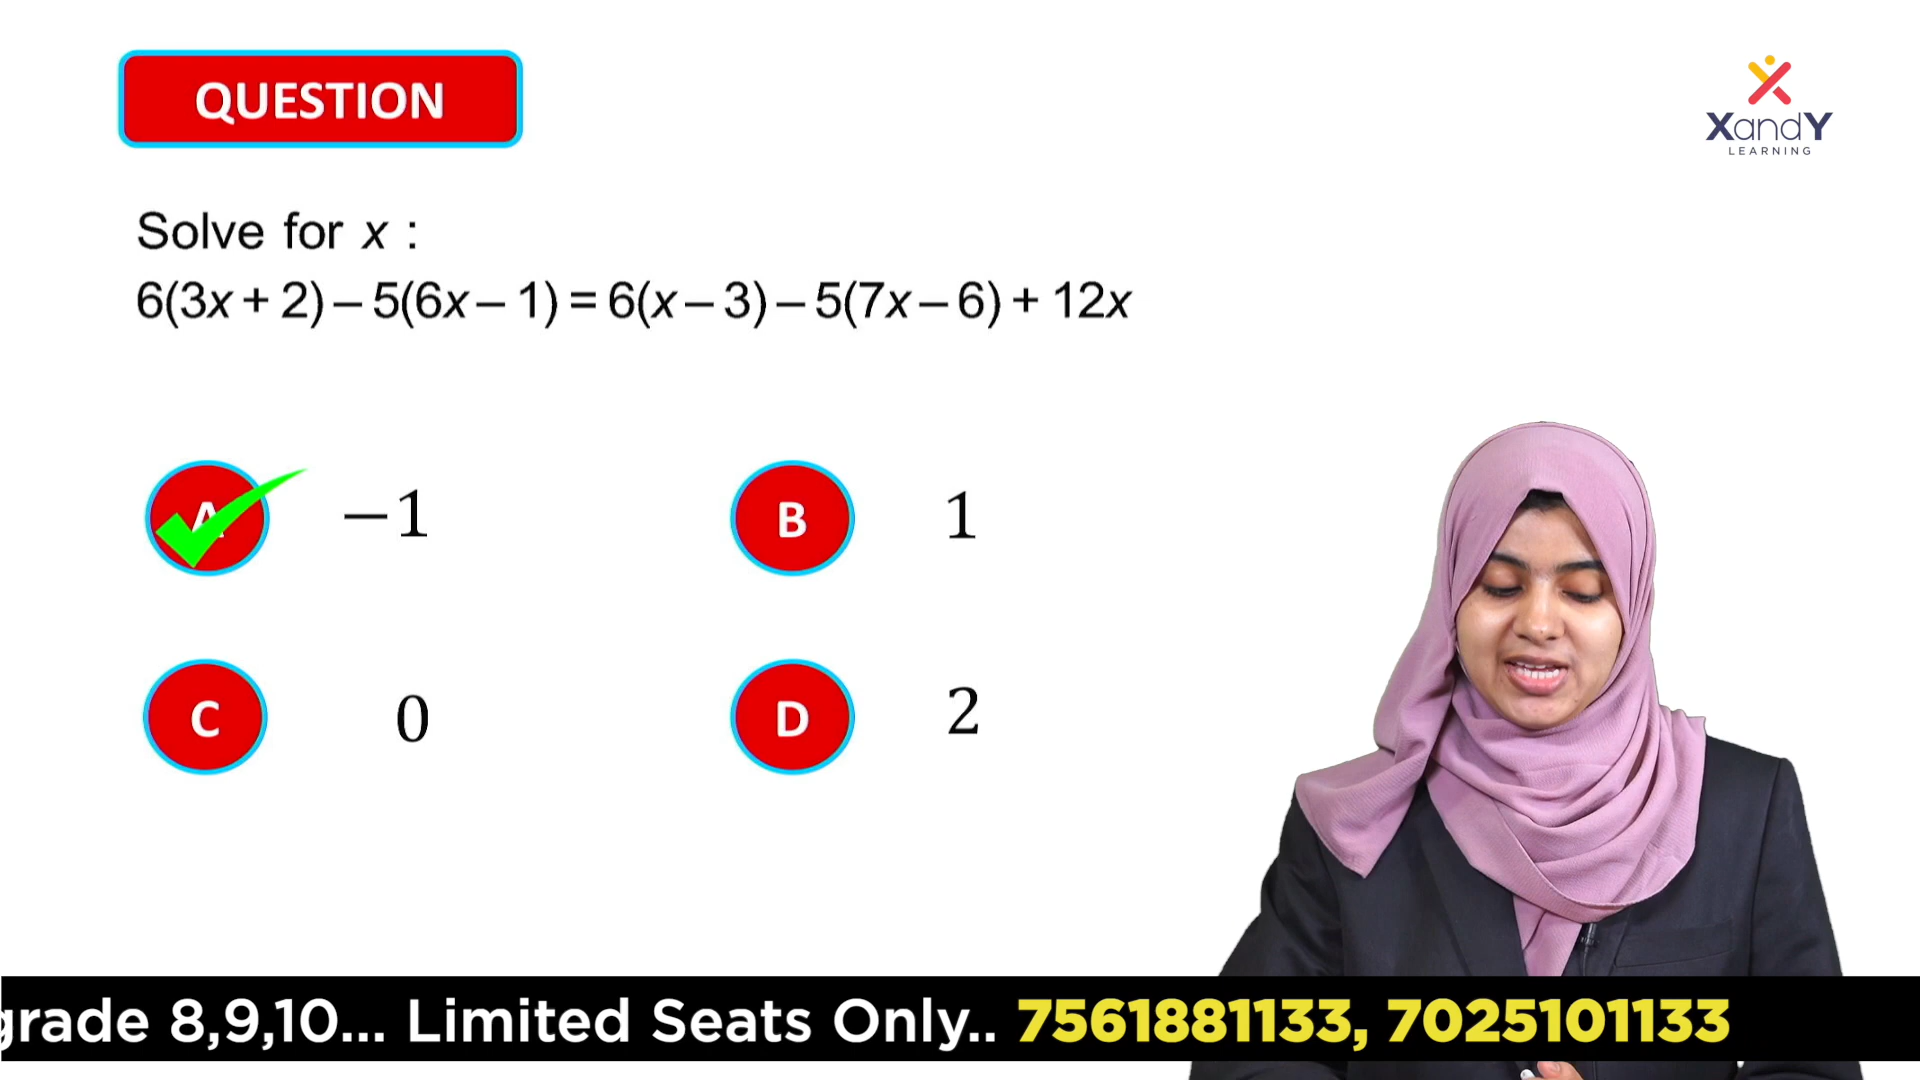 QUESTION
XandY
LEARNING
Solve for x :
6(3x + 2) – 5(6x – 1) = 6(x – 3) – 5(7x – 6) + 12x
A −1
B 1
C 0
D 2
grade 8,9,10... Limited Seats Only.. 7561881133, 7025101133